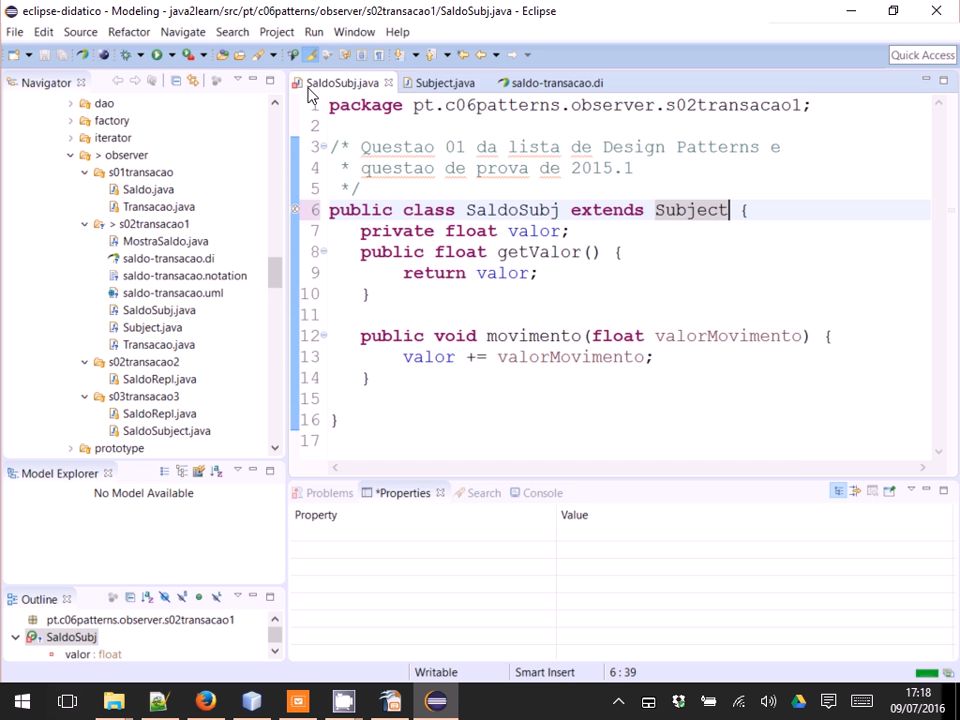 eclipse-didatico - Modeling - java2learn/src/pt/c06patterns/observer/s02transacao1/SaldoSubj.java - Eclipse
File Edit Source Refactor Navigate Search Project Run Window Help
Quick Access
Navigator
SaldoSubj.java
Subject.java
saldo-transacao.di
dao
factory
iterator
> observer
s01transacao
Saldo.java
Transacao.java
> s02transacao1
MostraSaldo.java
saldo-transacao.di
saldo-transacao.notation
saldo-transacao.uml
SaldoSubj.java
Subject.java
Transacao.java
s02transacao2
SaldoRepl.java
s03transacao3
SaldoRepl.java
SaldoSubject.java
prototype
1 package pt.c06patterns.observer.s02transacao1;
2
3 /* Questao 01 da lista de Design Patterns e
4 * questao de prova de 2015.1
5 */
6 public class SaldoSubj extends Subject {
7 private float valor;
8 public float getValor() {
9 return valor;
10 }
11
12 public void movimento(float valorMovimento) {
13 valor += valorMovimento;
14 }
15
16 }
17
Model Explorer
No Model Available
Problems *Properties Search Console
Property Value
Outline
pt.c06patterns.observer.s02transacao1
SaldoSubj
valor : float
Writable Smart Insert 6 : 39
17:18
09/07/2016